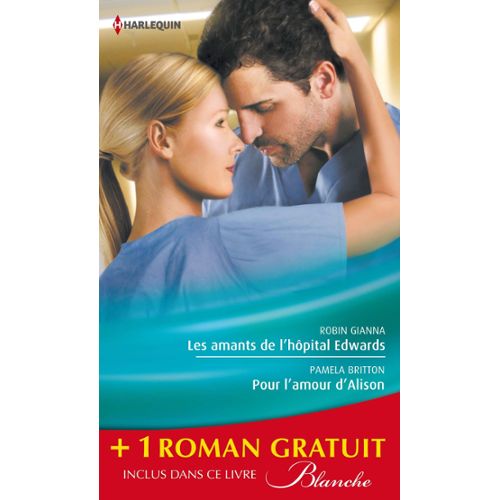 HARLEQUIN
ROBIN GIANNA
Les amants de l'hôpital Edwards
PAMELA BRITTON
Pour l'amour d'Alison
+ 1 ROMAN GRATUIT
INCLUS DANS CE LIVRE Blanche